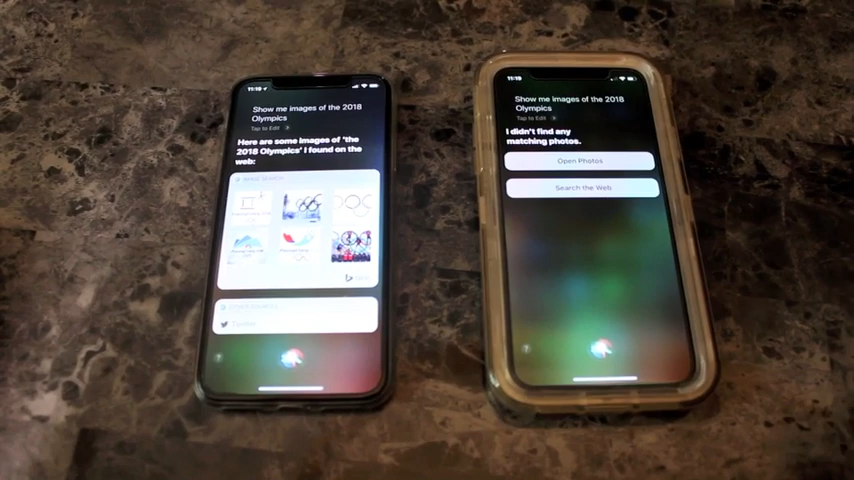 11:19
Show me images of the 2018
Olympics
Tap to Edit
Here are some images of 'the
2018 Olympics' I found on the
web:
Twitter
11:19
Show me images of the 2018
Olympics
Tap to Edit
I didn't find any
matching photos.
Open Photos
Search the Web